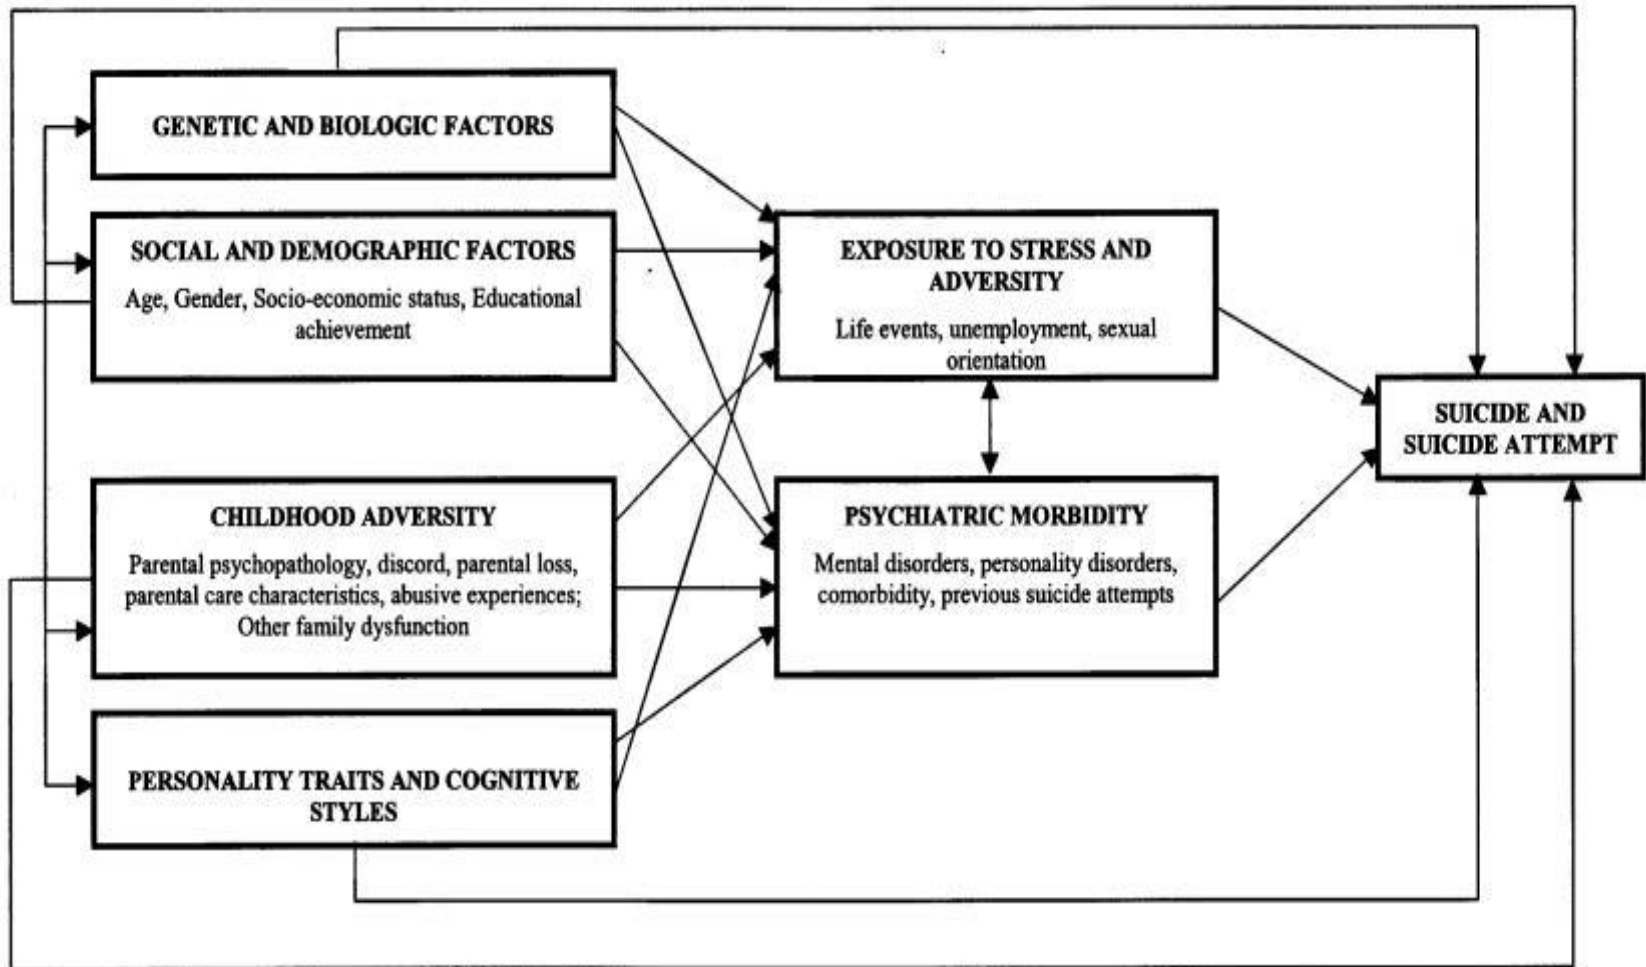 GENETIC AND BIOLOGIC FACTORS
SOCIAL AND DEMOGRAPHIC FACTORS
Age, Gender, Socio-economic status, Educational
achievement
CHILDHOOD ADVERSITY
Parental psychopathology, discord, parental loss,
parental care characteristics, abusive experiences;
Other family dysfunction
PERSONALITY TRAITS AND COGNITIVE
STYLES
EXPOSURE TO STRESS AND
ADVERSITY
Life events, unemployment, sexual
orientation
PSYCHIATRIC MORBIDITY
Mental disorders, personality disorders,
comorbidity, previous suicide attempts
SUICIDE AND
SUICIDE ATTEMPT